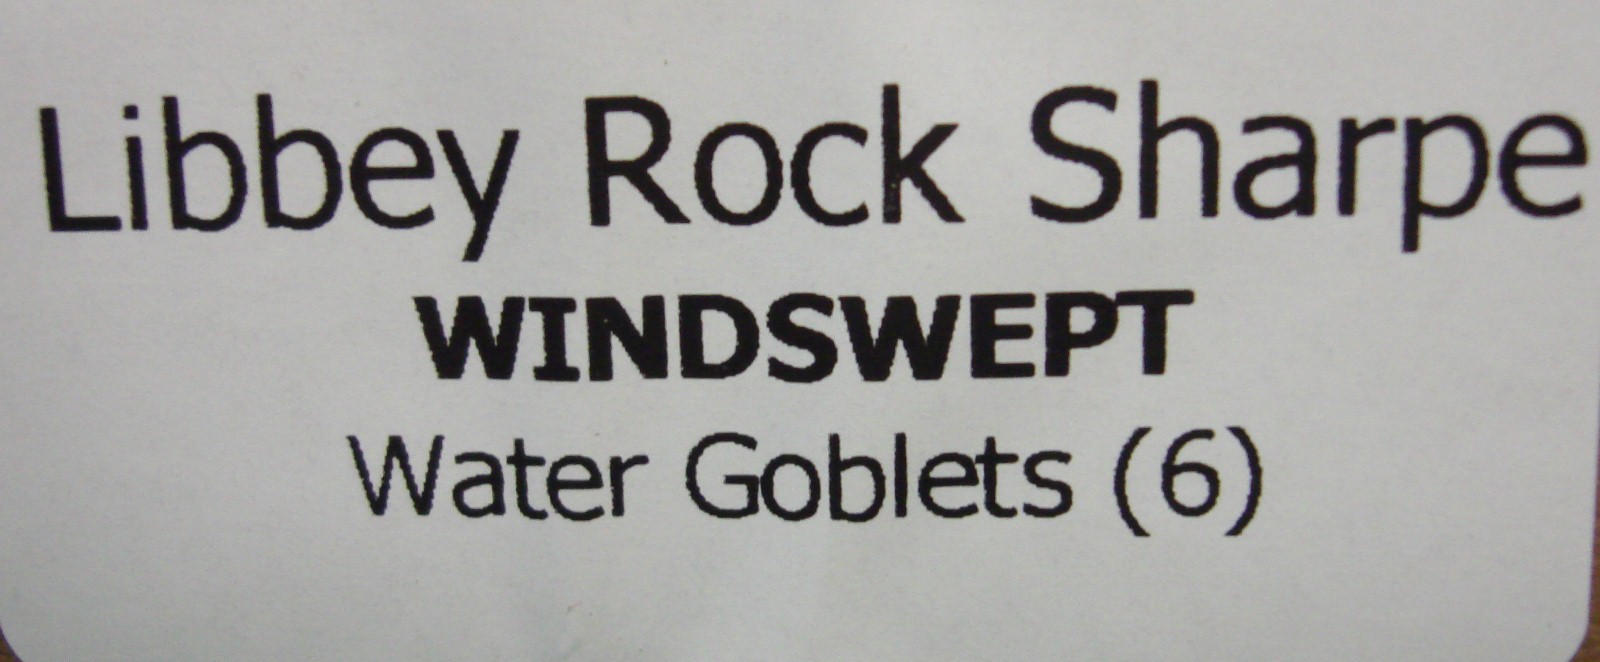 Libbey Rock Sharpe
WINDSWEPT
Water Goblets (6)